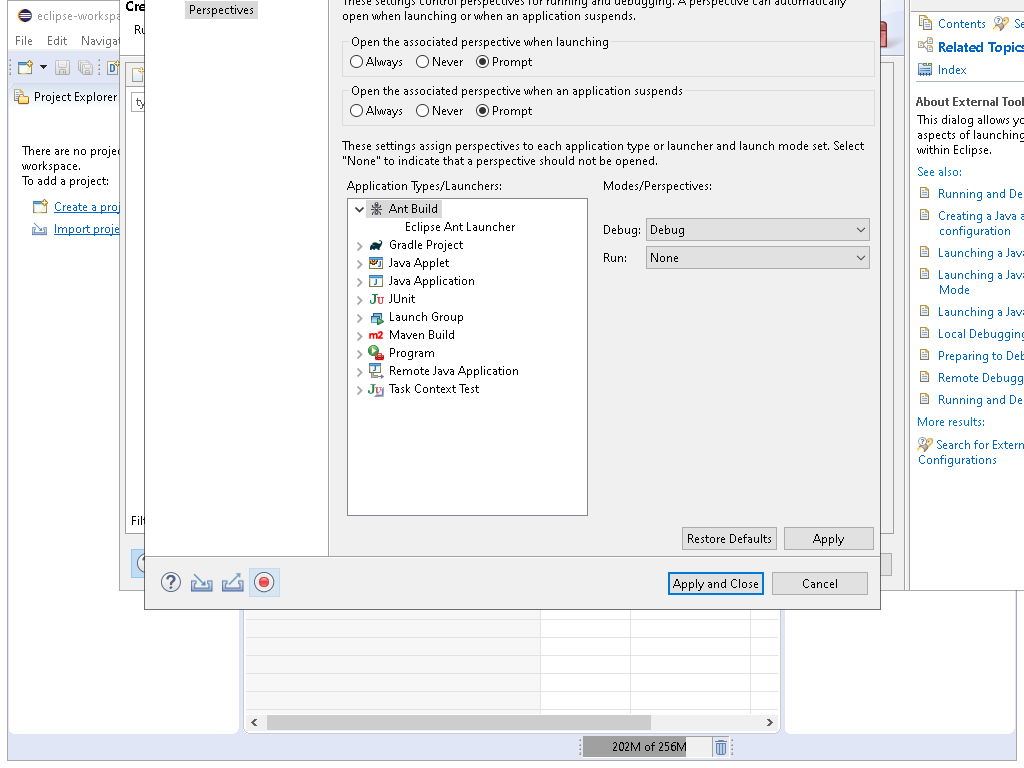 eclipse-workspa
File Edit Navigat
Project Explorer
There are no projec
workspace.
To add a project:
Create a proj
Import proje
Cre
Ru
ty
Filt
Perspectives
These settings control perspectives for running and debugging. A perspective can automatically
open when launching or when an application suspends.
Open the associated perspective when launching
Always Never Prompt
Open the associated perspective when an application suspends
Always Never Prompt
These settings assign perspectives to each application type or launcher and launch mode set. Select
"None" to indicate that a perspective should not be opened.
Application Types/Launchers:
Ant Build
Eclipse Ant Launcher
Gradle Project
Java Applet
Java Application
JUnit
Launch Group
Maven Build
Program
Remote Java Application
Task Context Test
Modes/Perspectives:
Debug: Debug
Run: None
Restore Defaults Apply
Apply and Close Cancel
Contents Se
Related Topics
Index
About External Tool
This dialog allows yo
aspects of launching
within Eclipse.
See also:
Running and De
Creating a Java a
configuration
Launching a Java
Launching a Java
Mode
Launching a Java
Local Debugging
Preparing to Deb
Remote Debugg
Running and De
More results:
Search for Extern
Configurations
202M of 256M